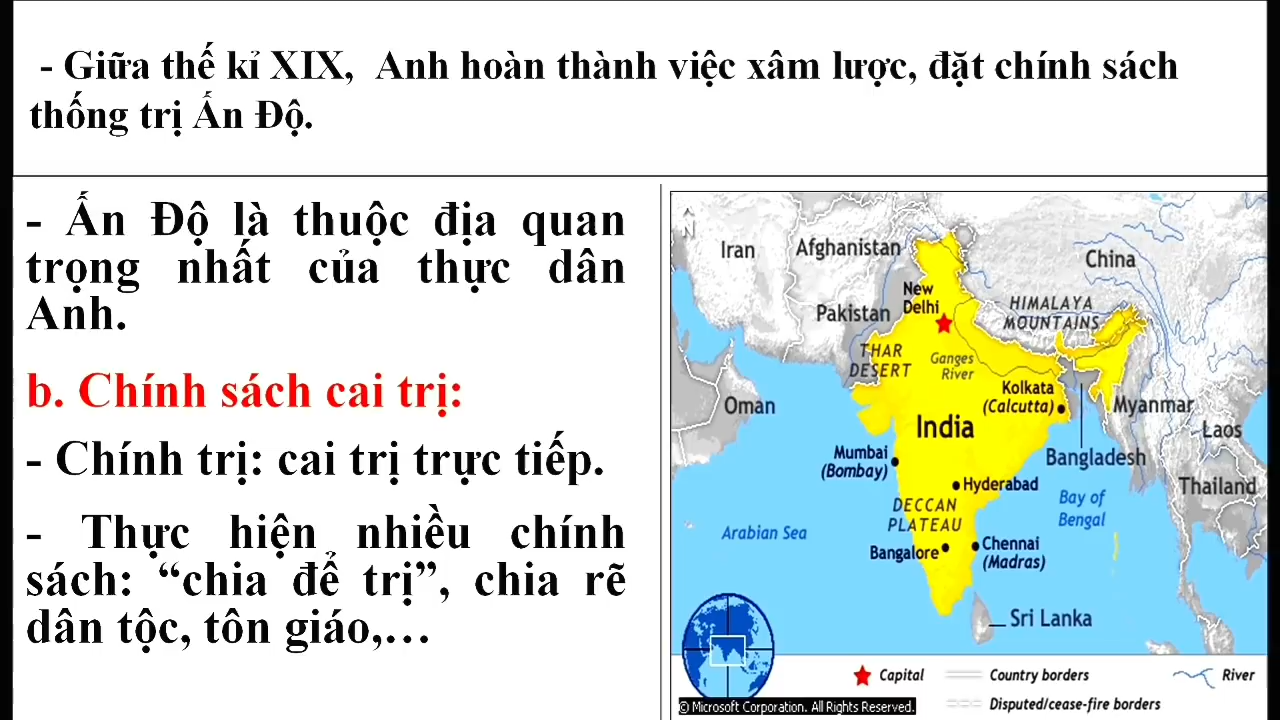 - Giữa thế kỉ XIX, Anh hoàn thành việc xâm lược, đặt chính sách
thống trị Ấn Độ.
- Ấn Độ là thuộc địa quan
trọng nhất của thực dân
Anh.
b. Chính sách cai trị:
- Chính trị: cai trị trực tiếp.
- Thực hiện nhiều chính
sách: “chia để trị”, chia rẽ
dân tộc, tôn giáo,…
N
Iran
Afghanistan
China
New
Delhi
Pakistan
HIMALAYA
MOUNTAINS
THAR
DESERT
Ganges
River
Kolkata
(Calcutta)
Oman
Myanmar
India
Laos
Mumbai
(Bombay)
Bangladesh
Hyderabad
Thailand
DECCAN
PLATEAU
Bay of
Bengal
Arabian Sea
Bangalore
Chennai
(Madras)
Sri Lanka
Capital
Country borders
River
Disputed/cease-fire borders
© Microsoft Corporation. All Rights Reserved.